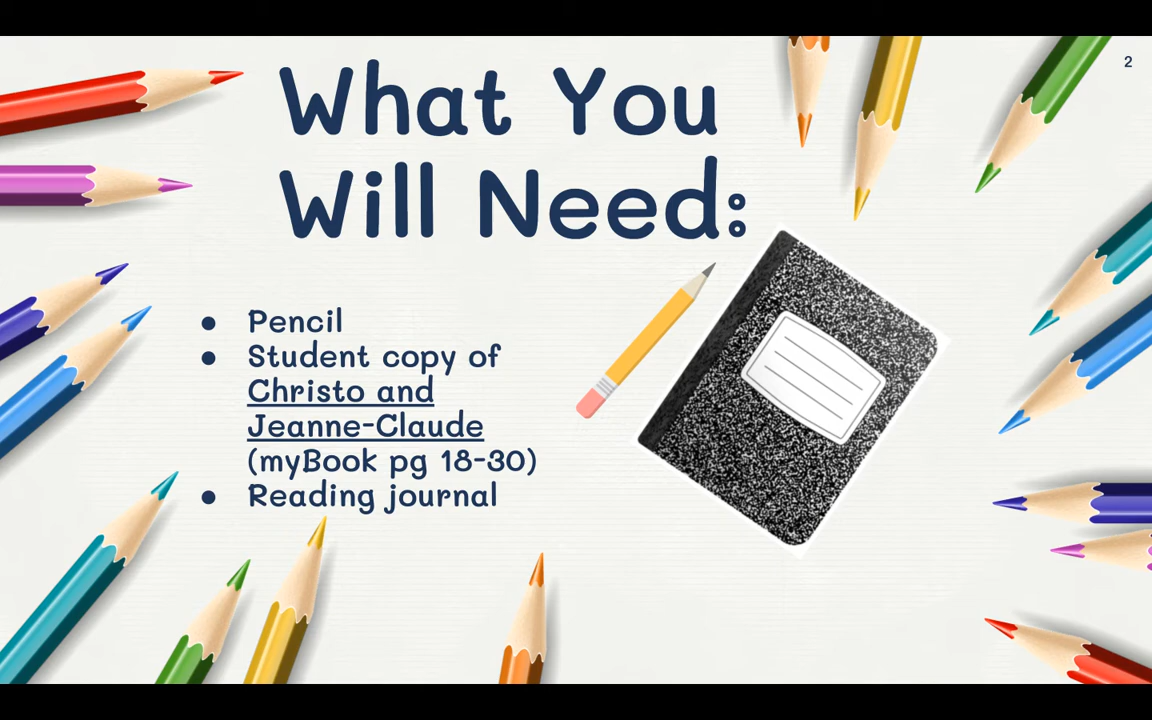 2
What You
Will Need:
● Pencil
● Student copy of
Christo and
Jeanne-Claude
(myBook pg 18-30)
● Reading journal